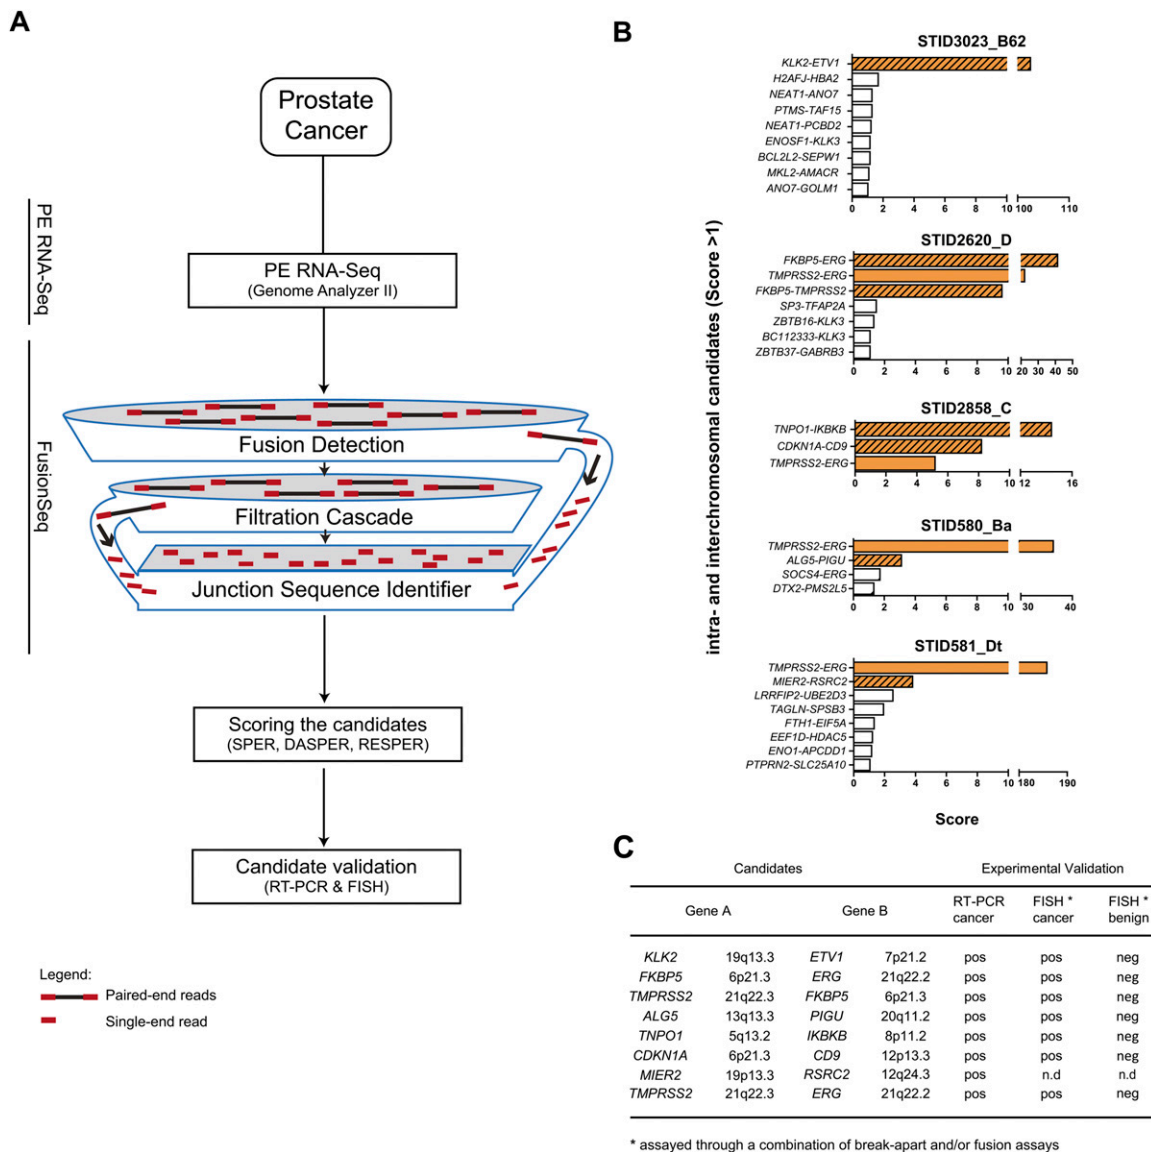 A
Prostate
Cancer
PE RNA-Seq
PE RNA-Seq
(Genome Analyzer II)
FusionSeq
Fusion Detection
Filtration Cascade
Junction Sequence Identifier
Scoring the candidates
(SPER, DASPER, RESPER)
Candidate validation
(RT-PCR & FISH)
Legend:
Paired-end reads
Single-end read
B
intra- and interchromosomal candidates (Score >1)
STID3023_B62
KLK2-ETV1
H2AFJ-HBA2
NEAT1-ANO7
PTMS-TAF15
NEAT1-PCBD2
ENOSF1-KLK3
BCL2L2-SEPW1
MKL2-AMACR
ANO7-GOLM1
0 2 4 6 8 10 100 110
STID2620_D
FKBP5-ERG
TMPRSS2-ERG
FKBP5-TMPRSS2
SP3-TFAP2A
ZBTB16-KLK3
BC112333-KLK3
ZBTB37-GABRB3
0 2 4 6 8 10 20 30 40 50
STID2858_C
TNPO1-IKBKB
CDKN1A-CD9
TMPRSS2-ERG
0 2 4 6 8 10 12 16
STID580_Ba
TMPRSS2-ERG
ALG5-PIGU
SOCS4-ERG
DTX2-PMS2L5
0 2 4 6 8 10 30 40
STID581_Dt
TMPRSS2-ERG
MIER2-RSRC2
LRRFIP2-UBE2D3
TAGLN-SPSB3
FTH1-EIF5A
EEF1D-HDAC5
ENO1-APCDD1
PTPRN2-SLC25A10
0 2 4 6 8 10 180 190
Score
C
Candidates Experimental Validation
Gene A Gene B RT-PCR cancer FISH * cancer FISH * benign
KLK2 19q13.3 ETV1 7p21.2 pos pos neg
FKBP5 6p21.3 ERG 21q22.2 pos pos neg
TMPRSS2 21q22.3 FKBP5 6p21.3 pos pos neg
ALG5 13q13.3 PIGU 20q11.2 pos pos neg
TNPO1 5q13.2 IKBKB 8p11.2 pos pos neg
CDKN1A 6p21.3 CD9 12p13.3 pos pos neg
MIER2 19p13.3 RSRC2 12q24.3 pos n.d n.d
TMPRSS2 21q22.3 ERG 21q22.2 pos pos neg
* assayed through a combination of break-apart and/or fusion assays